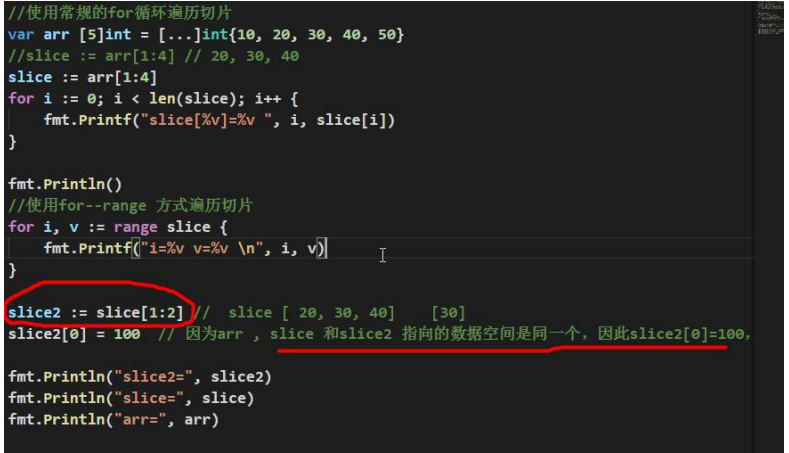 //使用常规的for循环遍历切片
var arr [5]int = [...]int{10, 20, 30, 40, 50}
//slice := arr[1:4] // 20, 30, 40
slice := arr[1:4]
for i := 0; i < len(slice); i++ {
    fmt.Printf("slice[%v]=%v ", i, slice[i])
}

fmt.Println()
//使用for--range 方式遍历切片
for i, v := range slice {
    fmt.Printf("i=%v v=%v \n", i, v)
}

slice2 := slice[1:2] //  slice [ 20, 30, 40]    [30]
slice2[0] = 100  // 因为arr , slice 和slice2 指向的数据空间是同一个，因此slice2[0]=100，

fmt.Println("slice2=", slice2)
fmt.Println("slice=", slice)
fmt.Println("arr=", arr)